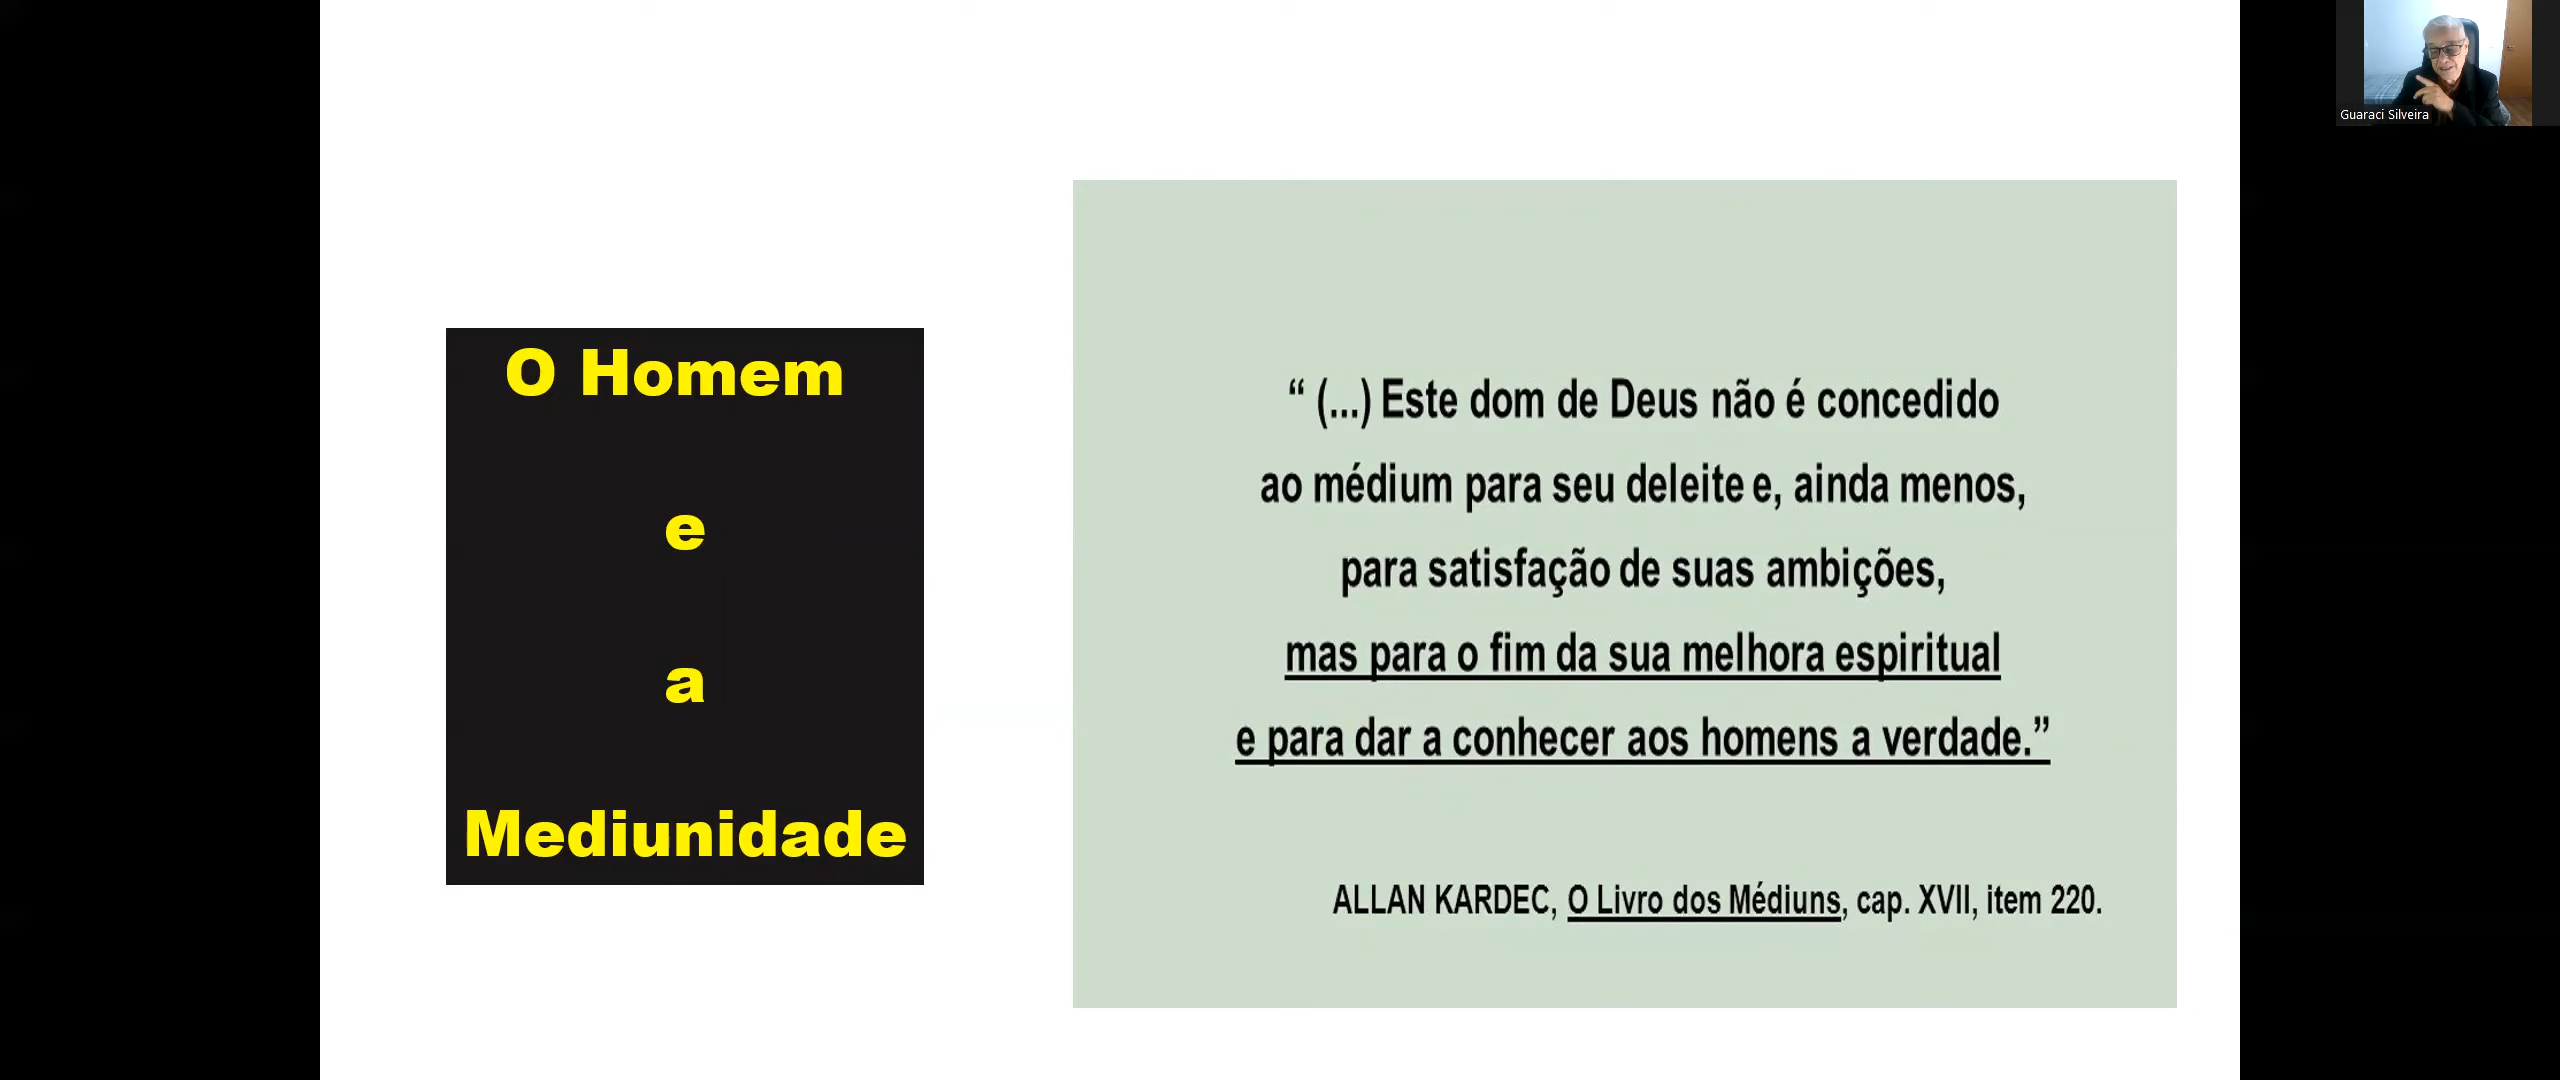 O Homem
e
a
Mediunidade
“ (...) Este dom de Deus não é concedido
ao médium para seu deleite e, ainda menos,
para satisfação de suas ambições,
mas para o fim da sua melhora espiritual
e para dar a conhecer aos homens a verdade.”
ALLAN KARDEC, O Livro dos Médiuns, cap. XVII, item 220.
Guaraci Silveira